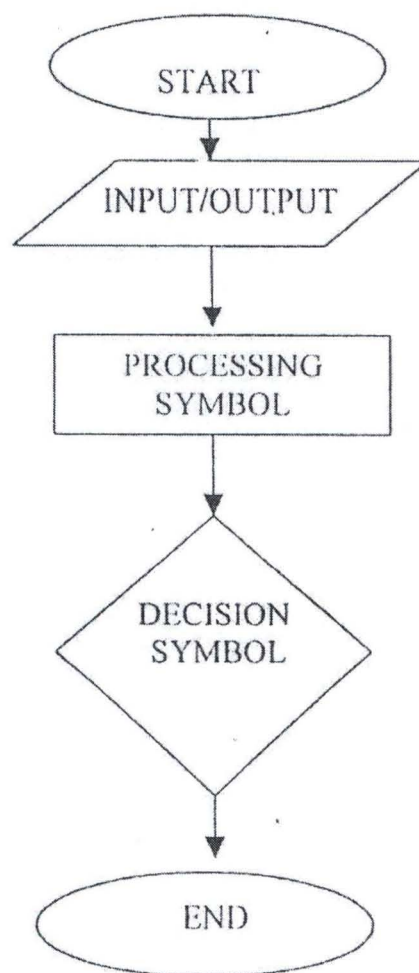 START
INPUT/OUTPUT
PROCESSING
SYMBOL
DECISION
SYMBOL
END